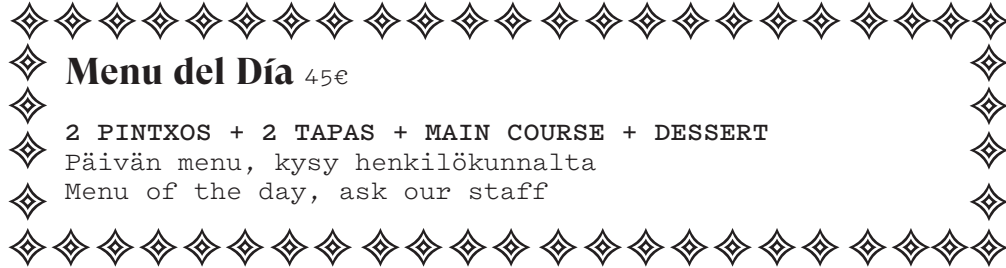 Menu del Día 45€
2 PINTXOS + 2 TAPAS + MAIN COURSE + DESSERT
Päivän menu, kysy henkilökunnalta
Menu of the day, ask our staff